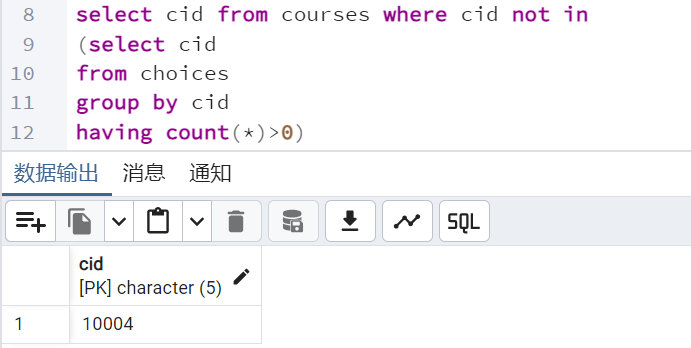 8 select cid from courses where cid not in
9 (select cid
10 from choices
11 group by cid
12 having count(*)>0)
数据输出 消息 通知
SQL
cid
[PK] character (5)
1 10004